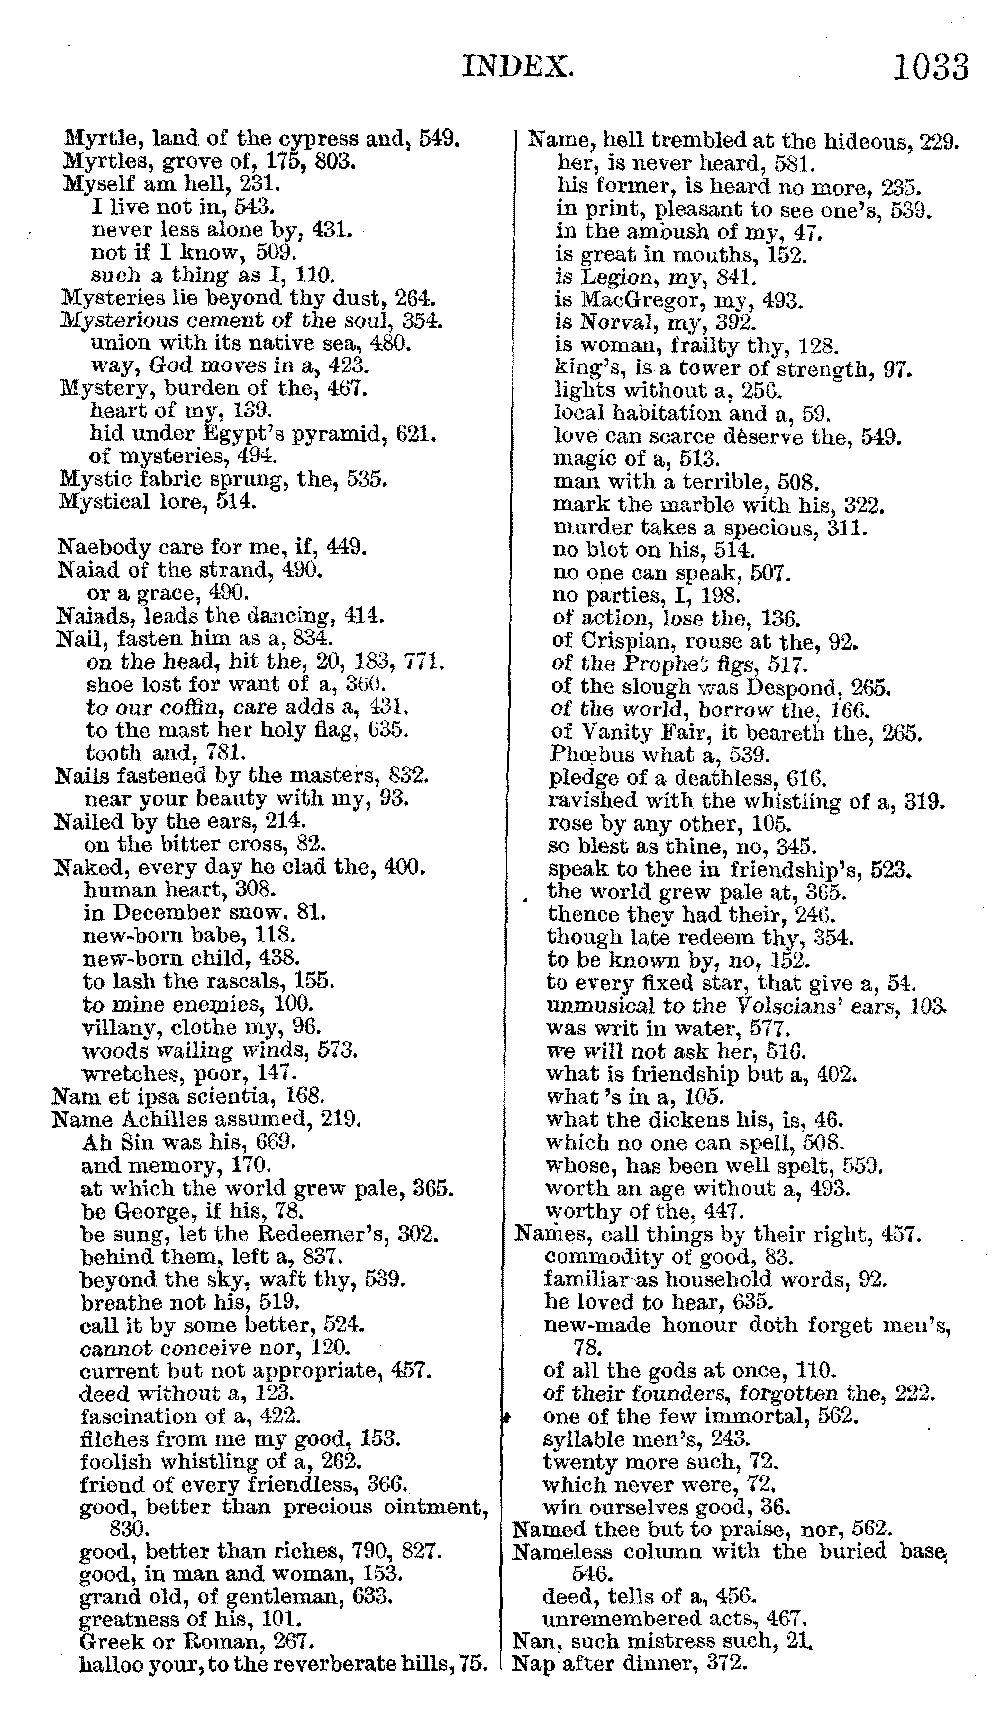 INDEX. 1033
Myrtle, land of the cypress and, 549.
Myrtles, grove of, 175, 803.
Myself am hell, 231.
I live not in, 543.
never less alone by, 431.
not if I know, 509.
such a thing as I, 110.
Mysteries lie beyond thy dust, 264.
Mysterious cement of the soul, 354.
union with its native sea, 480.
way, God moves in a, 423.
Mystery, burden of the, 467.
heart of my, 139.
hid under Egypt's pyramid, 621.
of mysteries, 494.
Mystic fabric sprung, the, 535.
Mystical lore, 514.
Naebody care for me, if, 449.
Naiad of the strand, 490.
or a grace, 490.
Naiads, leads the dancing, 414.
Nail, fasten him as a, 834.
on the head, hit the, 20, 183, 771.
shoe lost for want of a, 360.
to our coffin, care adds a, 431.
to the mast her holy flag, 635.
tooth and, 781.
Nails fastened by the masters, 832.
near your beauty with my, 93.
Nailed by the ears, 214.
on the bitter cross, 82.
Naked, every day he clad the, 400.
human heart, 308.
in December snow. 81.
new-born babe, 118.
new-born child, 438.
to lash the rascals, 155.
to mine enemies, 100.
villany, clothe my, 96.
woods wailing winds, 573.
wretches, poor, 147.
Nam et ipsa scientia, 168.
Name Achilles assumed, 219.
Ah Sin was his, 669.
and memory, 170.
at which the world grew pale, 365.
be George, if his, 78.
be sung, let the Redeemer's, 302.
behind them, left a, 837.
beyond the sky, waft thy, 539.
breathe not his, 519.
call it by some better, 524.
cannot conceive nor, 120.
current but not appropriate, 457.
deed without a, 123.
fascination of a, 422.
filches from me my good, 153.
foolish whistling of a, 262.
friend of every friendless, 366.
good, better than precious ointment,
830.
good, better than riches, 790, 827.
good, in man and woman, 153.
grand old, of gentleman, 633.
greatness of his, 101.
Greek or Roman, 267.
halloo your, to the reverberate hills, 75.
Name, hell trembled at the hideous, 229.
her, is never heard, 581.
his former, is heard no more, 235.
in print, pleasant to see one's, 539.
in the ambush of my, 47.
is great in mouths, 152.
is Legion, my, 841.
is MacGregor, my, 493.
is Norval, my, 392.
is woman, frailty thy, 128.
king's, is a tower of strength, 97.
lights without a, 256.
local habitation and a, 59.
love can scarce deserve the, 549.
magic of a, 513.
man with a terrible, 508.
mark the marble with his, 322.
murder takes a specious, 311.
no blot on his, 514.
no one can speak, 507.
no parties, I, 198.
of action, lose the, 136.
of Crispian, rouse at the, 92.
of the Prophet figs, 517.
of the slough was Despond, 265.
of the world, borrow the, 166.
of Vanity Fair, it beareth the, 265.
Phœbus what a, 539.
pledge of a deathless, 616.
ravished with the whistling of a, 319.
rose by any other, 105.
so blest as thine, no, 345.
speak to thee in friendship's, 523.
the world grew pale at, 365.
thence they had their, 246.
though late redeem thy, 354.
to be known by, no, 152.
to every fixed star, that give a, 54.
unmusical to the Volscians' ears, 103.
was writ in water, 577.
we will not ask her, 516.
what is friendship but a, 402.
what 's in a, 105.
what the dickens his, is, 46.
which no one can spell, 508.
whose, has been well spelt, 559.
worth an age without a, 493.
worthy of the, 447.
Names, call things by their right, 457.
commodity of good, 83.
familiar as household words, 92.
he loved to hear, 635.
new-made honour doth forget men's,
78.
of all the gods at once, 110.
of their founders, forgotten the, 222.
one of the few immortal, 562.
syllable men's, 243.
twenty more such, 72.
which never were, 72.
win ourselves good, 36.
Named thee but to praise, nor, 562.
Nameless column with the buried base,
546.
deed, tells of a, 456.
unremembered acts, 467.
Nan, such mistress such, 21.
Nap after dinner, 372.